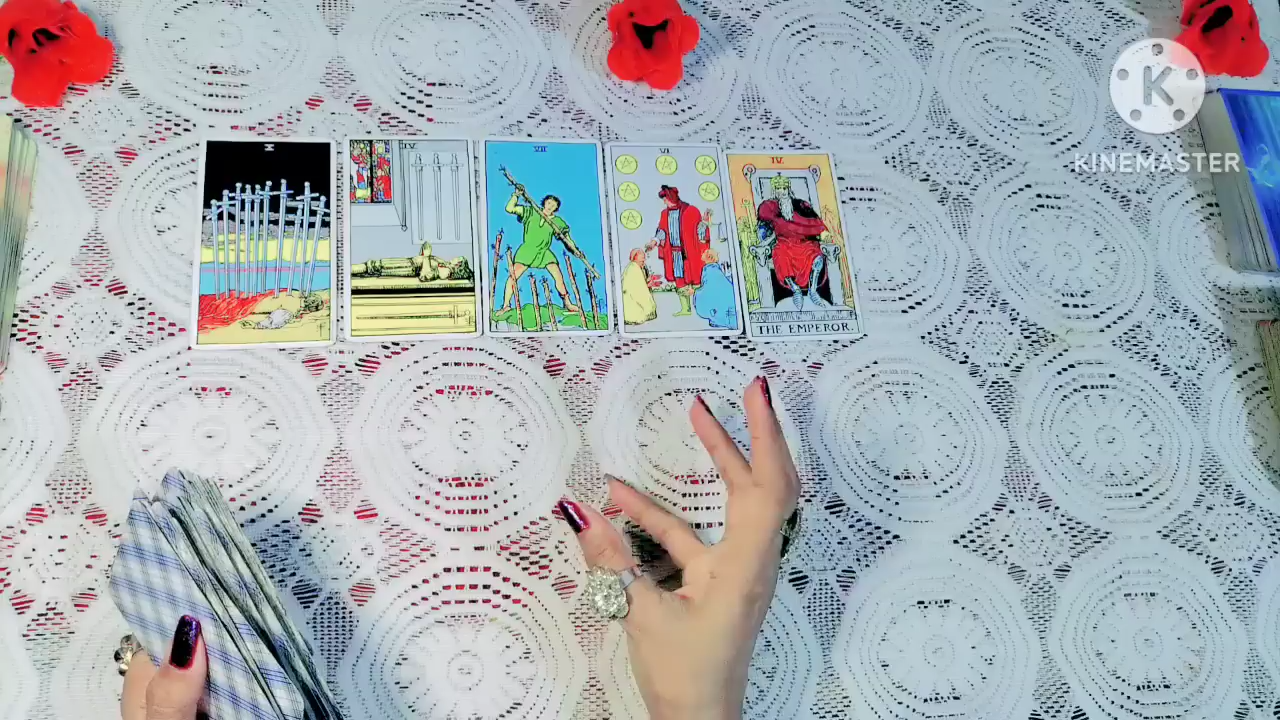 K
KINEMASTER
X
IV
VII
VI
IV.
THE EMPEROR.